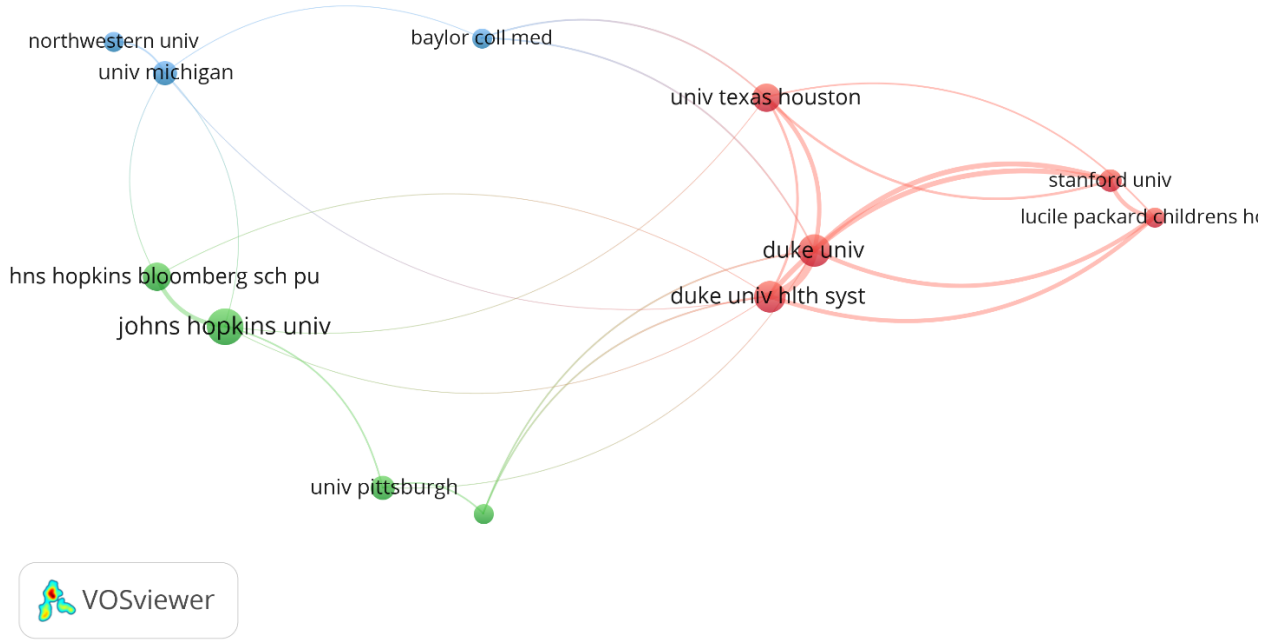 northwestern univ
baylor coll med
univ michigan
univ texas houston
stanford univ
lucile packard childrens h
duke univ
hns hopkins bloomberg sch pu
duke univ hlth syst
johns hopkins univ
univ pittsburgh
VOSviewer